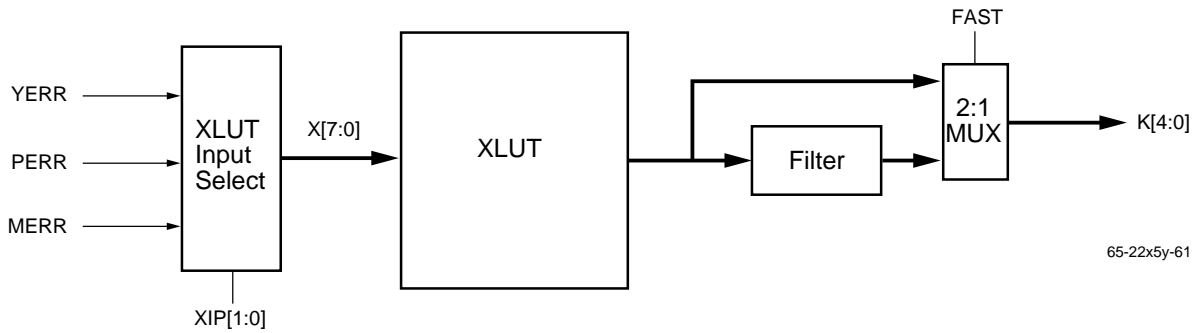 FAST
YERR
PERR
MERR
XLUT
Input
Select
X[7:0]
XLUT
Filter
2:1
MUX
K[4:0]
XIP[1:0]
65-22x5y-61